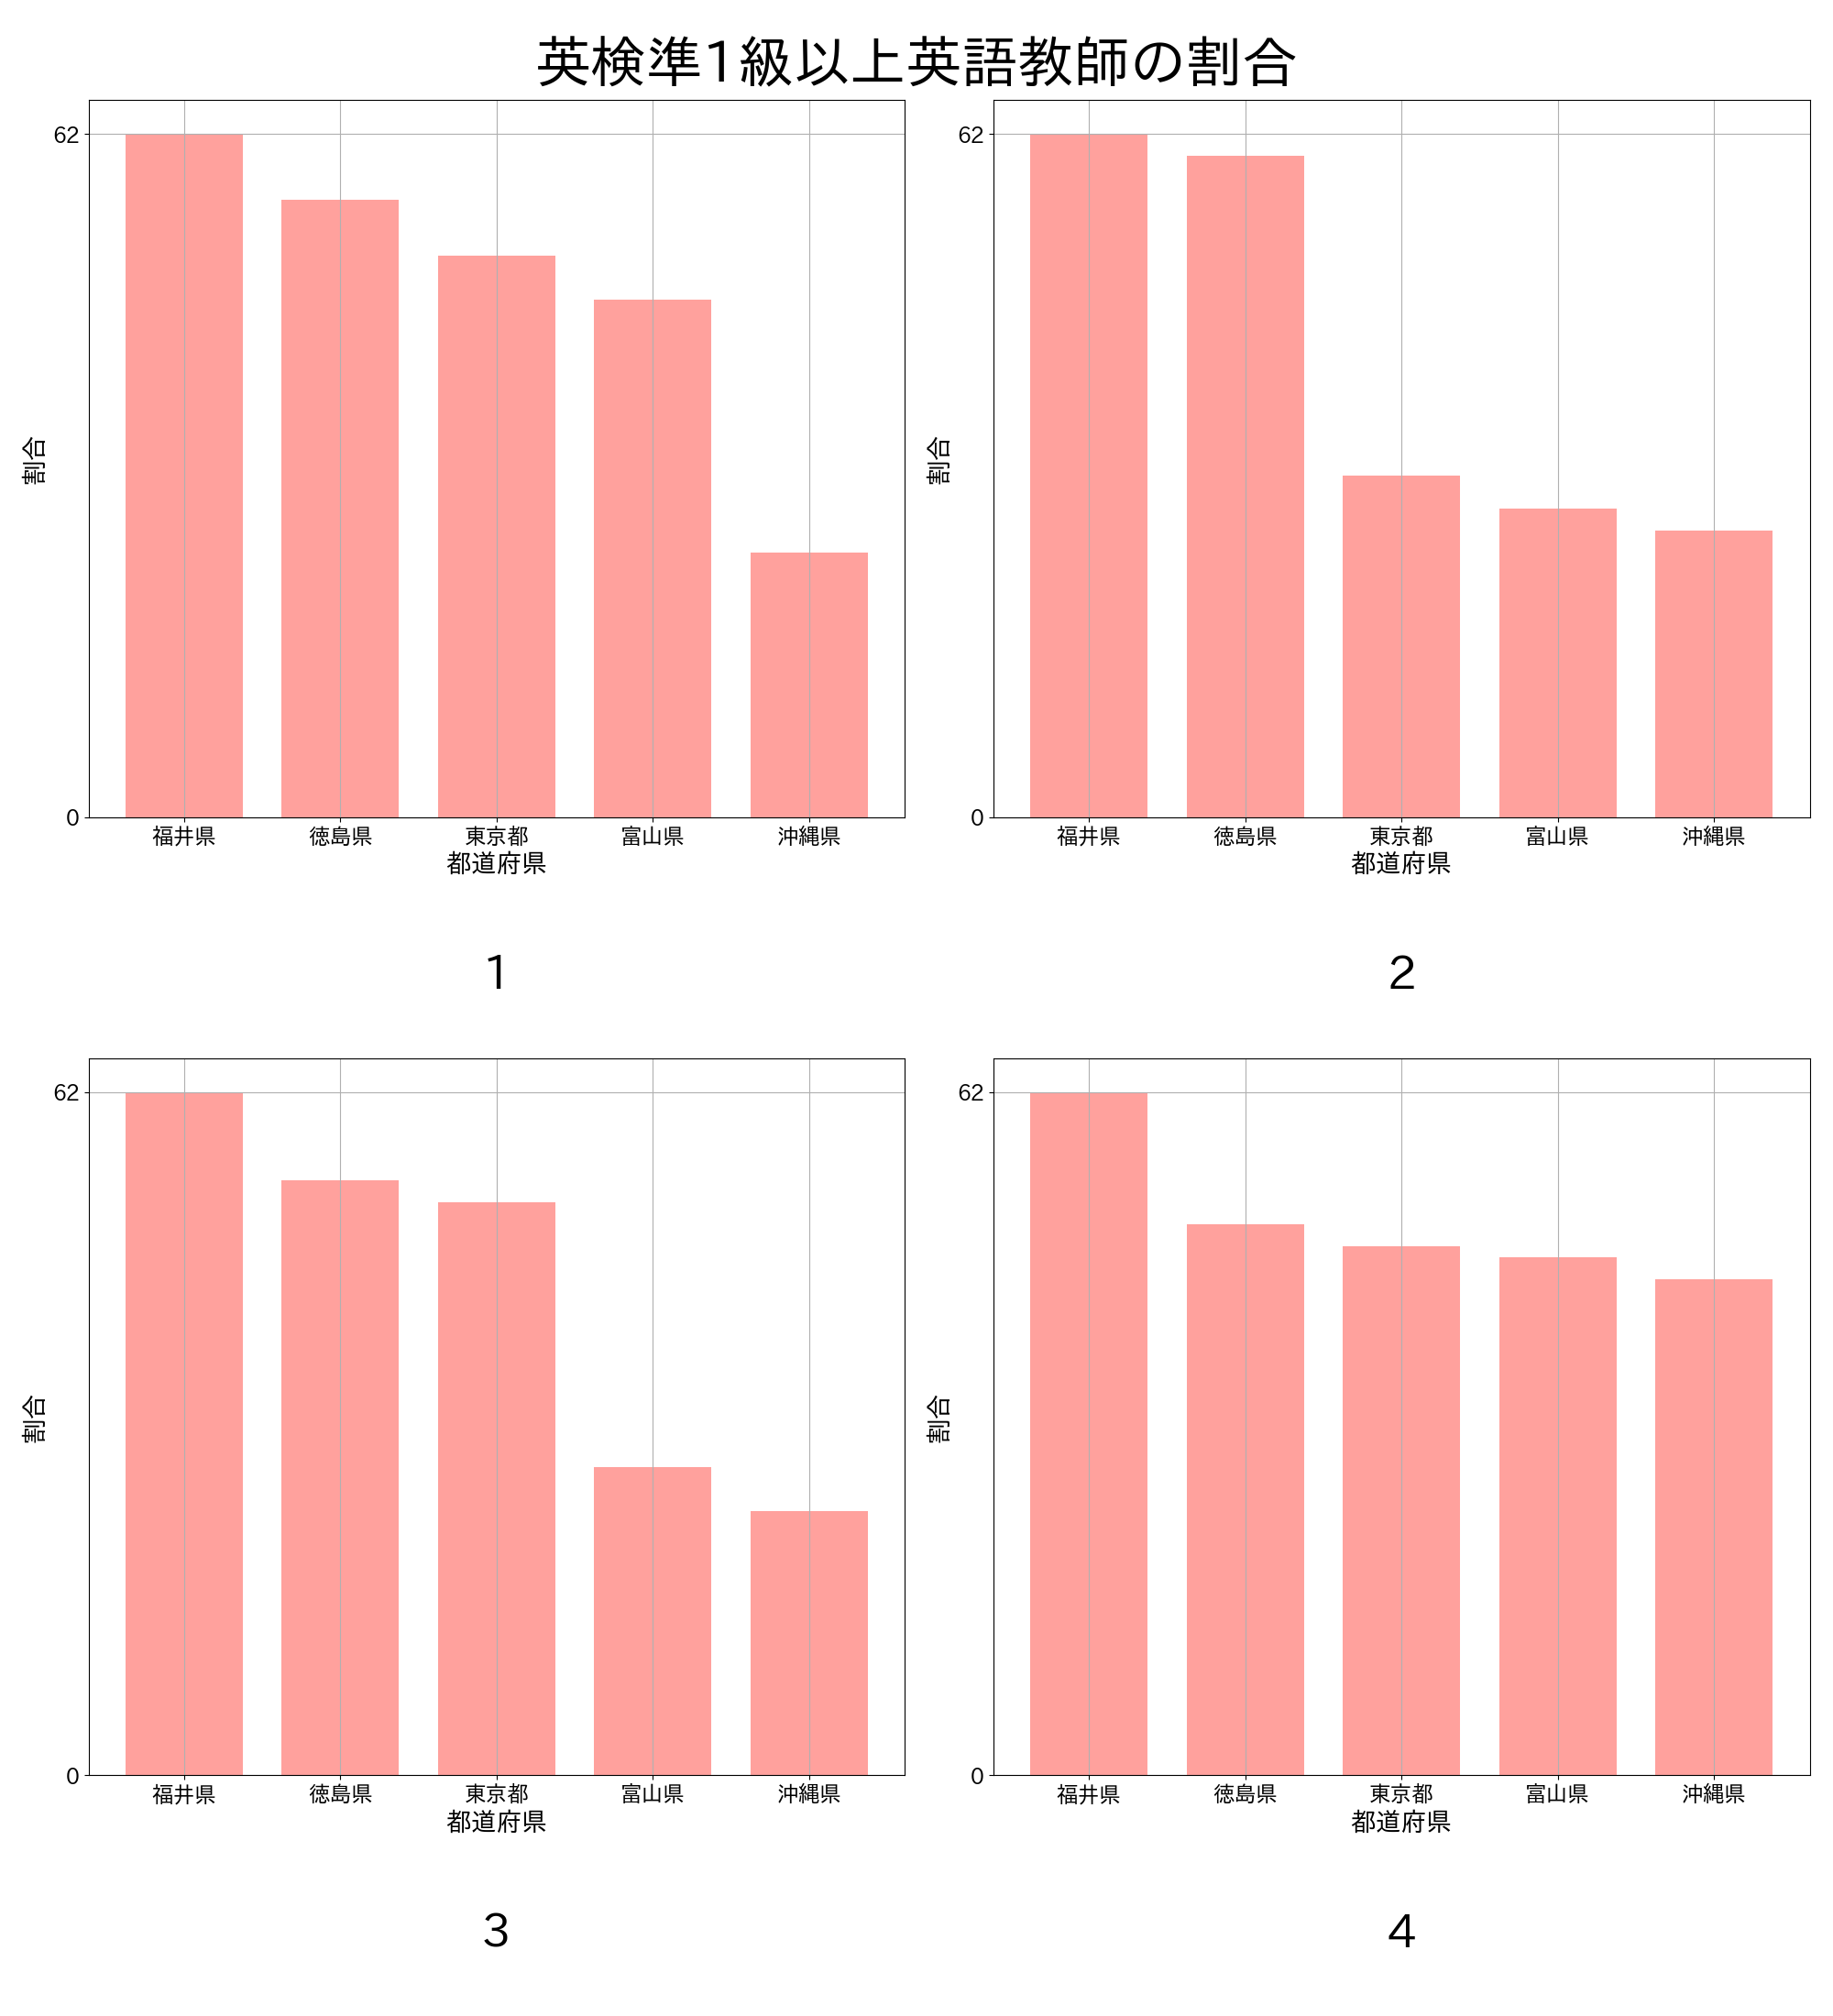 英検準1級以上英語教師の割合
62
0
割合
福井県 徳島県 東京都 富山県 沖縄県
都道府県
1
62
0
割合
福井県 徳島県 東京都 富山県 沖縄県
都道府県
2
62
0
割合
福井県 徳島県 東京都 富山県 沖縄県
都道府県
3
62
0
割合
福井県 徳島県 東京都 富山県 沖縄県
都道府県
4